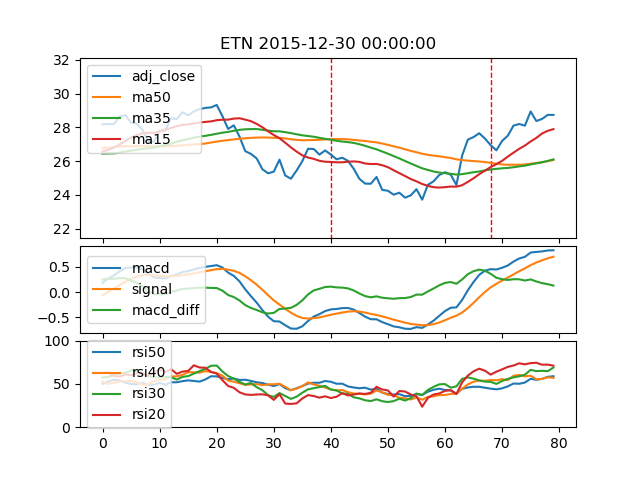 ETN 2015-12-30 00:00:00
32
30
28
26
24
22
adj_close
ma50
ma35
ma15
0.5
0.0
−0.5
macd
signal
macd_diff
100
50
0
rsi50
rsi40
rsi30
rsi20
0 10 20 30 40 50 60 70 80